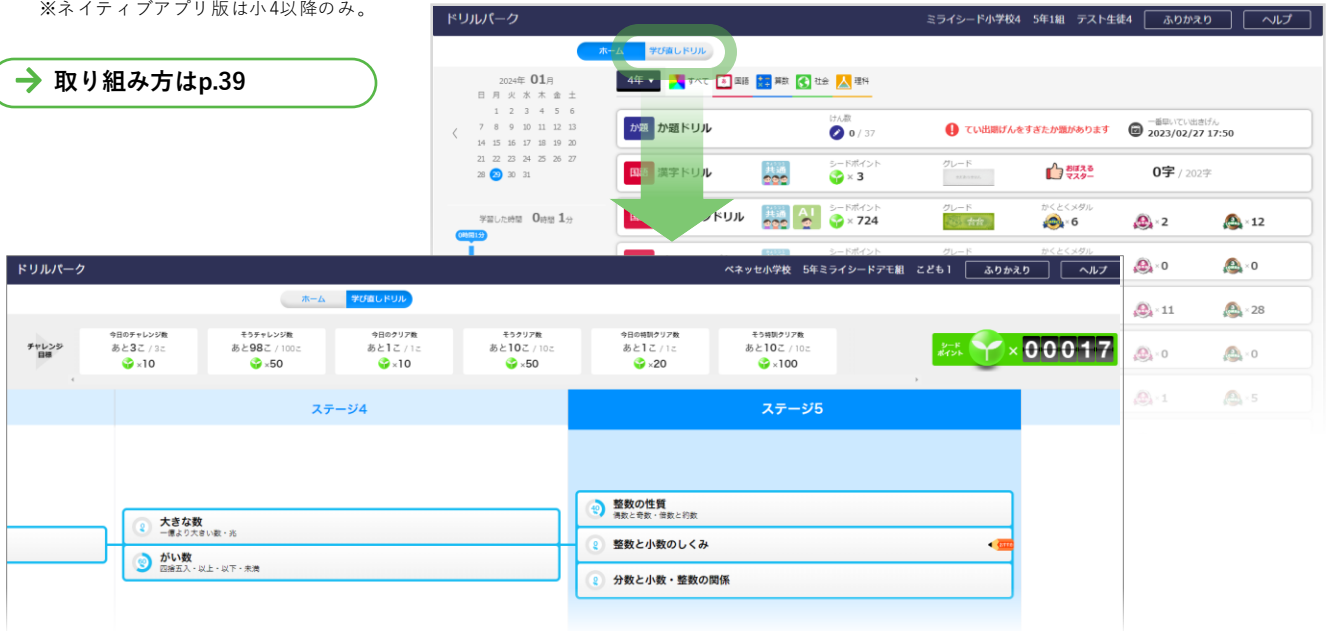 ※ネイティブアプリ版は小4以降のみ。
取り組み方はp.39
ドリルパーク
ミライシード小学校4 5年1組 テスト生徒4 ふりかえり ヘルプ
ホーム 学び直しドリル
2024年 01月
日 月 火 水 木 金 土
1 2 3 4 5 6
7 8 9 10 11 12 13
14 15 16 17 18 19 20
21 22 23 24 25 26 27
28 29 30 31
学習した時間 0時間 1分
0時間1分
4年 ▼ すべて 国語 算数 社会 理科
か題 か題ドリル けん数 0 / 37 てい出期げんをすぎたか題があります 一番早いてい出きげん 2023/02/27 17:50
国語 漢字ドリル 共通 シードポイント × 3 グレード おぼえるマスター 0字 / 202字
ドリル 共通 AI シードポイント × 724 グレード かくとくメダル ×6 ×2 ×12
シードポイント グレード かくとくメダル ×0 ×0
×11 ×28
×0 ×0
×1 ×5
ドリルパーク
ベネッセ小学校 5年ミライシードデモ組 こども1 ふりかえり ヘルプ
ホーム 学び直しドリル
チャレンジ目標
今日のチャレンジ数 あと3こ / 3こ ×10
そうチャレンジ数 あと98こ / 100こ ×50
今日のクリア数 あと1こ / 1こ ×10
そうクリア数 あと10こ / 10こ ×50
今日の特訓クリア数 あと1こ / 1こ ×20
そう特訓クリア数 あと10こ / 10こ ×100
シードポイント × 00017
ステージ4
ステージ5
大きな数
一億より大きい数・兆
がい数
四捨五入・以上・以下・未満
整数の性質
偶数と奇数・倍数と約数
整数と小数のしくみ
分数と小数・整数の関係